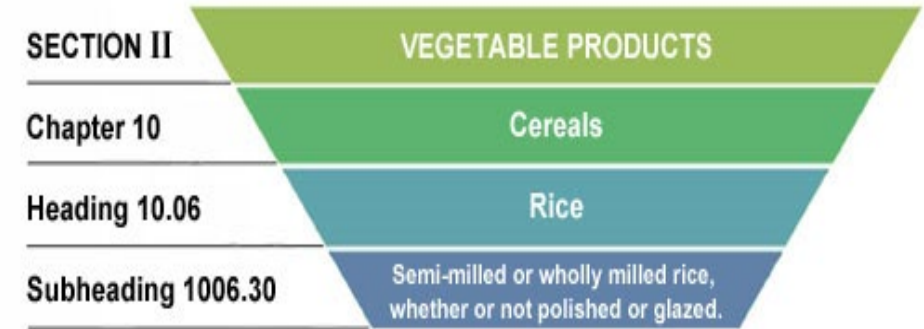 SECTION II
VEGETABLE PRODUCTS
Chapter 10
Cereals
Heading 10.06
Rice
Subheading 1006.30
Semi-milled or wholly milled rice,
whether or not polished or glazed.